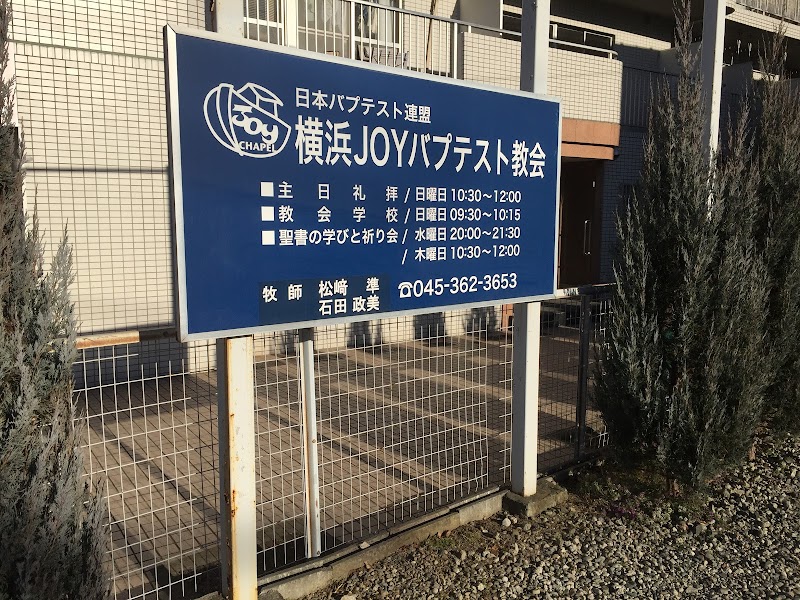 Joy
CHAPEL
日本バプテスト連盟
横浜JOYバプテスト教会
■主日礼拝/日曜日 10:30〜12:00
■教会学校/日曜日 09:30〜10:15
■聖書の学びと祈り会/水曜日 20:00〜21:30
/木曜日 10:30〜12:00
牧師 松﨑 準 ☎045-362-3653
石田 政美